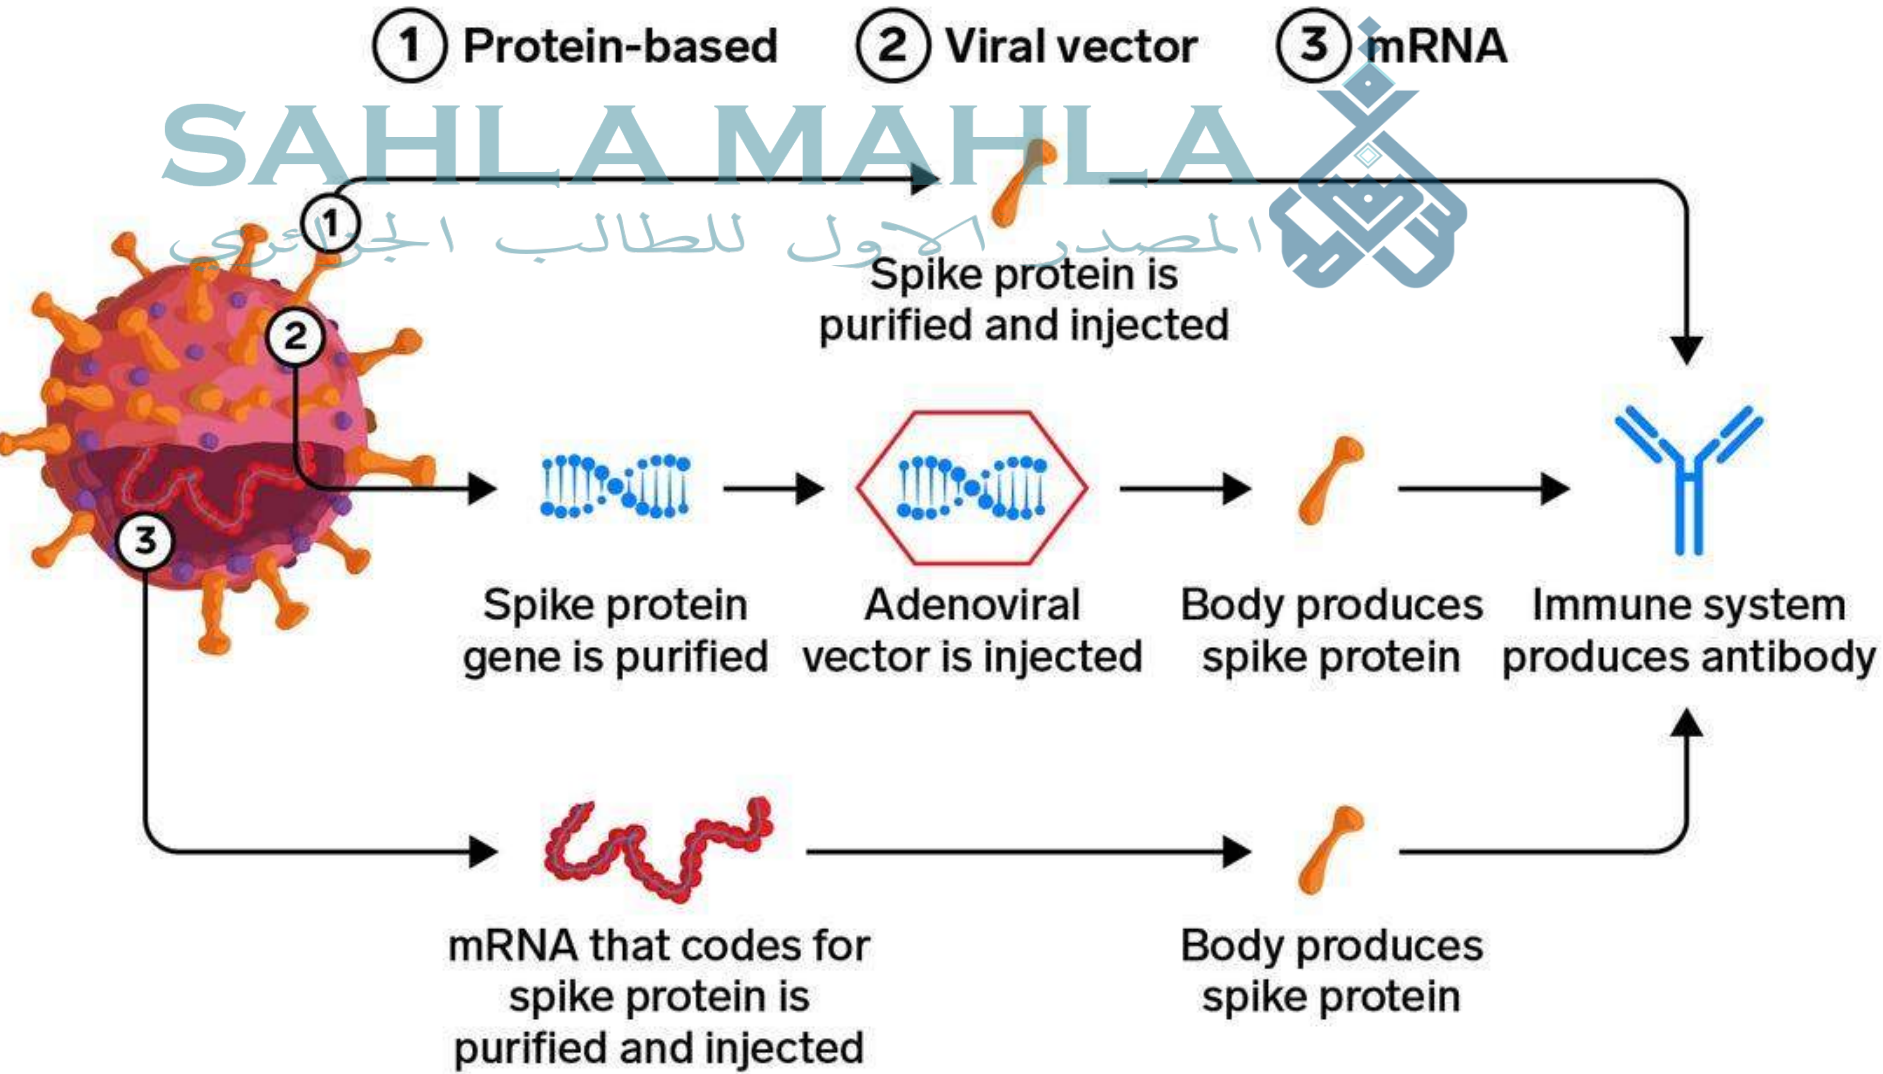 1 Protein-based 2 Viral vector 3 mRNA
SAHLA MAHLA
المصدر الاول للطالب الجزائري
1
Spike protein is
purified and injected
2
Spike protein
gene is purified
Adenoviral
vector is injected
Body produces
spike protein
Immune system
produces antibody
3
mRNA that codes for
spike protein is
purified and injected
Body produces
spike protein